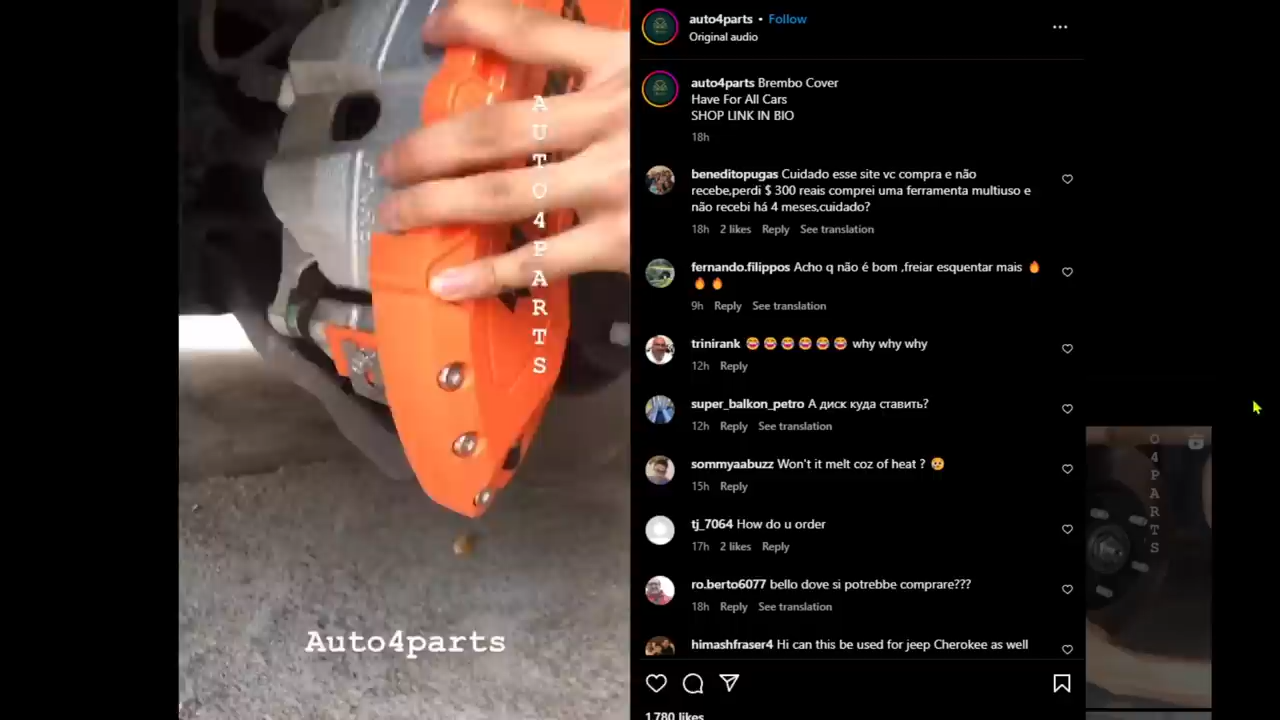 AUTO4PARTS
Auto4parts
auto4parts • Follow
Original audio
auto4parts Brembo Cover
Have For All Cars
SHOP LINK IN BIO
18h
beneditopugas Cuidado esse site vc compra e não
recebe,perdi $ 300 reais comprei uma ferramenta multiuso e
não recebi há 4 meses,cuidado?
18h 2 likes Reply See translation
fernando.filippos Acho q não é bom ,freiar esquentar mais 🔥
🔥 🔥
9h Reply See translation
trinirank 😂 😂 😂 😂 😂 😂 why why why
12h Reply
super_balkon_petro А диск куда ставить?
12h Reply See translation
sommyaabuzz Won't it melt coz of heat ? 😢
15h Reply
tj_7064 How do u order
17h 2 likes Reply
ro.berto6077 bello dove si potrebbe comprare???
18h Reply See translation
himashfraser4 Hi can this be used for jeep Cherokee as well
1,780 likes
O4PARTS